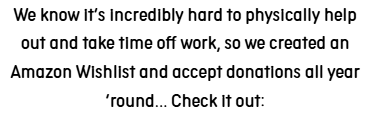 We know it's incredibly hard to physically help
out and take time off work, so we created an
Amazon Wishlist and accept donations all year
'round... Check it out: